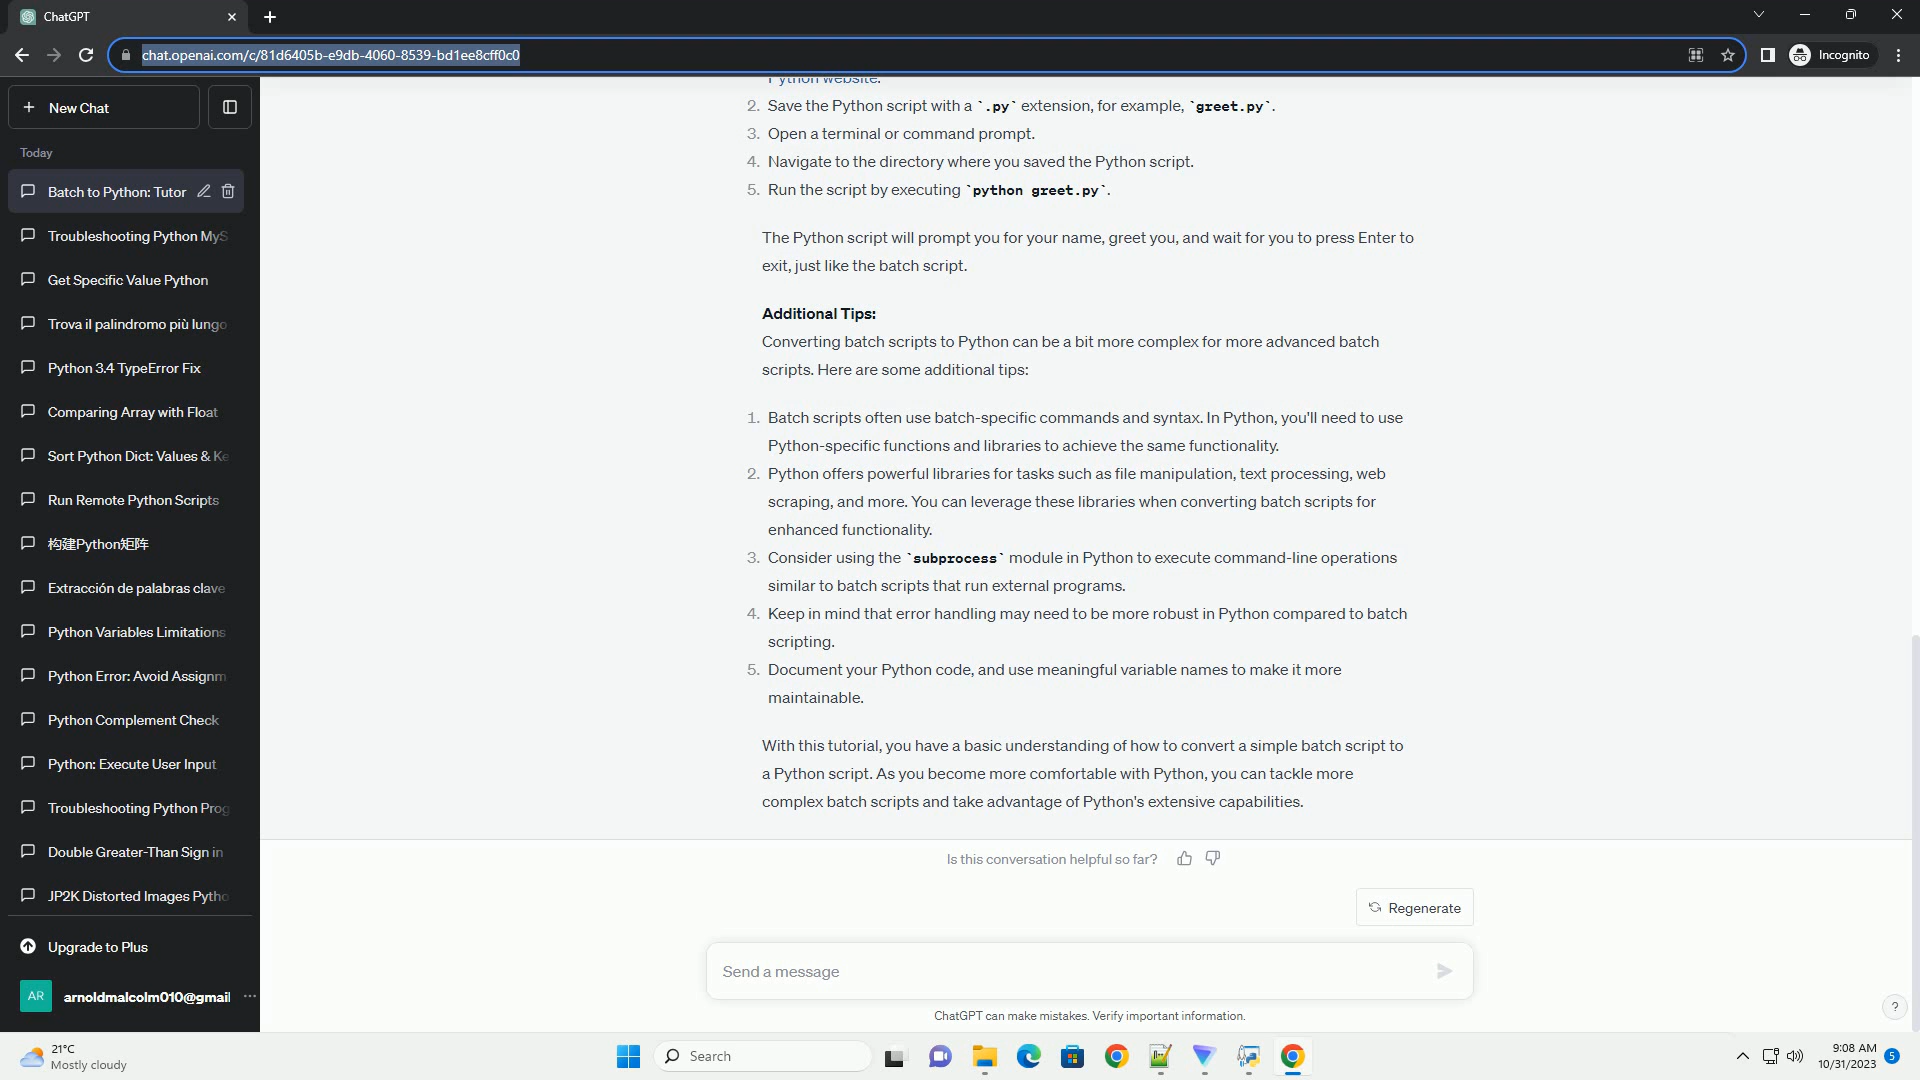 ChatGPT
chat.openai.com/c/81d6405b-e9db-4060-8539-bd1ee8cff0c0
Incognito
New Chat
Today
Batch to Python: Tutor
Troubleshooting Python MyS
Get Specific Value Python
Trova il palindromo più lungo
Python 3.4 TypeError Fix
Comparing Array with Float
Sort Python Dict: Values & Ke
Run Remote Python Scripts
构建Python矩阵
Extracción de palabras clave
Python Variables Limitations
Python Error: Avoid Assignm
Python Complement Check
Python: Execute User Input
Troubleshooting Python Prog
Double Greater-Than Sign in
JP2K Distorted Images Pytho
Upgrade to Plus
AR
arnoldmalcolm010@gmail
Python website.
2. Save the Python script with a `.py` extension, for example, `greet.py`.
3. Open a terminal or command prompt.
4. Navigate to the directory where you saved the Python script.
5. Run the script by executing `python greet.py`.
The Python script will prompt you for your name, greet you, and wait for you to press Enter to
exit, just like the batch script.
Additional Tips:
Converting batch scripts to Python can be a bit more complex for more advanced batch
scripts. Here are some additional tips:
1. Batch scripts often use batch-specific commands and syntax. In Python, you'll need to use
Python-specific functions and libraries to achieve the same functionality.
2. Python offers powerful libraries for tasks such as file manipulation, text processing, web
scraping, and more. You can leverage these libraries when converting batch scripts for
enhanced functionality.
3. Consider using the `subprocess` module in Python to execute command-line operations
similar to batch scripts that run external programs.
4. Keep in mind that error handling may need to be more robust in Python compared to batch
scripting.
5. Document your Python code, and use meaningful variable names to make it more
maintainable.
With this tutorial, you have a basic understanding of how to convert a simple batch script to
a Python script. As you become more comfortable with Python, you can tackle more
complex batch scripts and take advantage of Python's extensive capabilities.
Is this conversation helpful so far?
Regenerate
Send a message
ChatGPT can make mistakes. Verify important information.
?
21°C
Mostly cloudy
Search
9:08 AM
10/31/2023
5